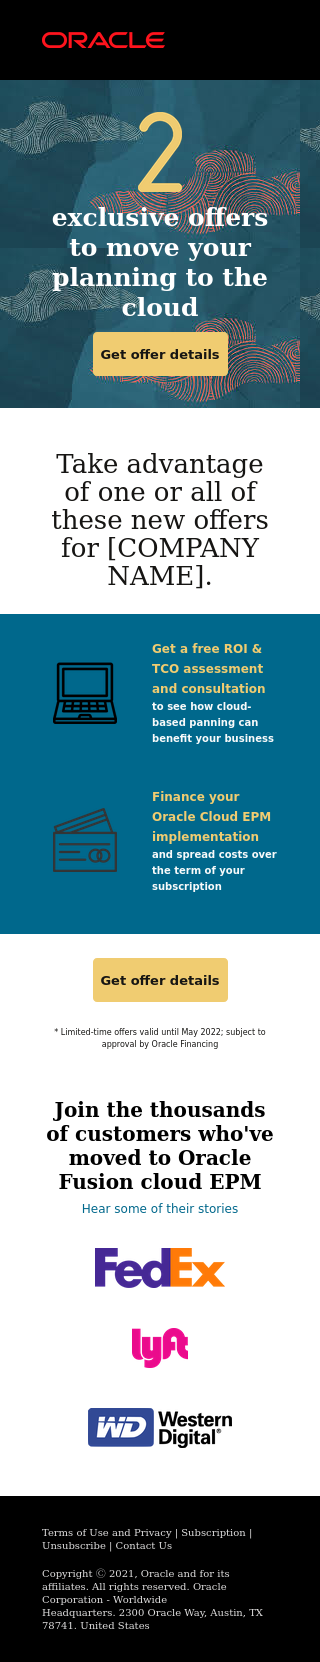 ORACLE
2
exclusive offers
to move your
planning to the
cloud
Get offer details
Take advantage
of one or all of
these new offers
for [COMPANY
NAME].
Get a free ROI &
TCO assessment
and consultation
to see how cloud-
based panning can
benefit your business
Finance your
Oracle Cloud EPM
implementation
and spread costs over
the term of your
subscription
Get offer details
* Limited-time offers valid until May 2022; subject to
approval by Oracle Financing
Join the thousands
of customers who've
moved to Oracle
Fusion cloud EPM
Hear some of their stories
FedEx
lyft
WD Western
Digital®
Terms of Use and Privacy | Subscription |
Unsubscribe | Contact Us
Copyright Ⓒ 2021, Oracle and for its
affiliates. All rights reserved. Oracle
Corporation - Worldwide
Headquarters. 2300 Oracle Way, Austin, TX
78741. United States